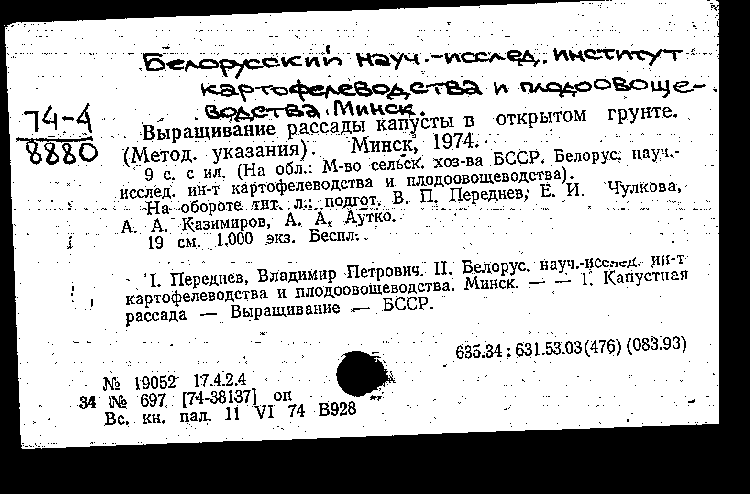 Белорусский науч.-исслед. институт
картофелеводства и плодоовоще-
водства. Минск.
74-4
8880
Выращивание рассады капусты в открытом грунте.
(Метод. указания). Минск, 1974.
9 с. с ил. (На обл.: М-во сельск. хоз-ва БССР. Белорус. науч.-
исслед. ин-т картофелеводства и плодоовощеводства).
На обороте тит. л.: подгот. В. П. Переднев, Е. И. Чулкова,
А. А. Казимиров, А. А. Аутко.
19 см. 1.000 экз. Беспл.
I. Переднев, Владимир Петрович. II. Белорус. науч.-исслед. ин-т
картофелеводства и плодоовощеводства. Минск. — — 1. Капустная
рассада — Выращивание — БССР.
635.34 : 631.53.03(476) (083.93)
№ 19052 17.4.2.4
34 № 697 [74-38137] оп
Вс. кн. пал. 11 VI 74 В928